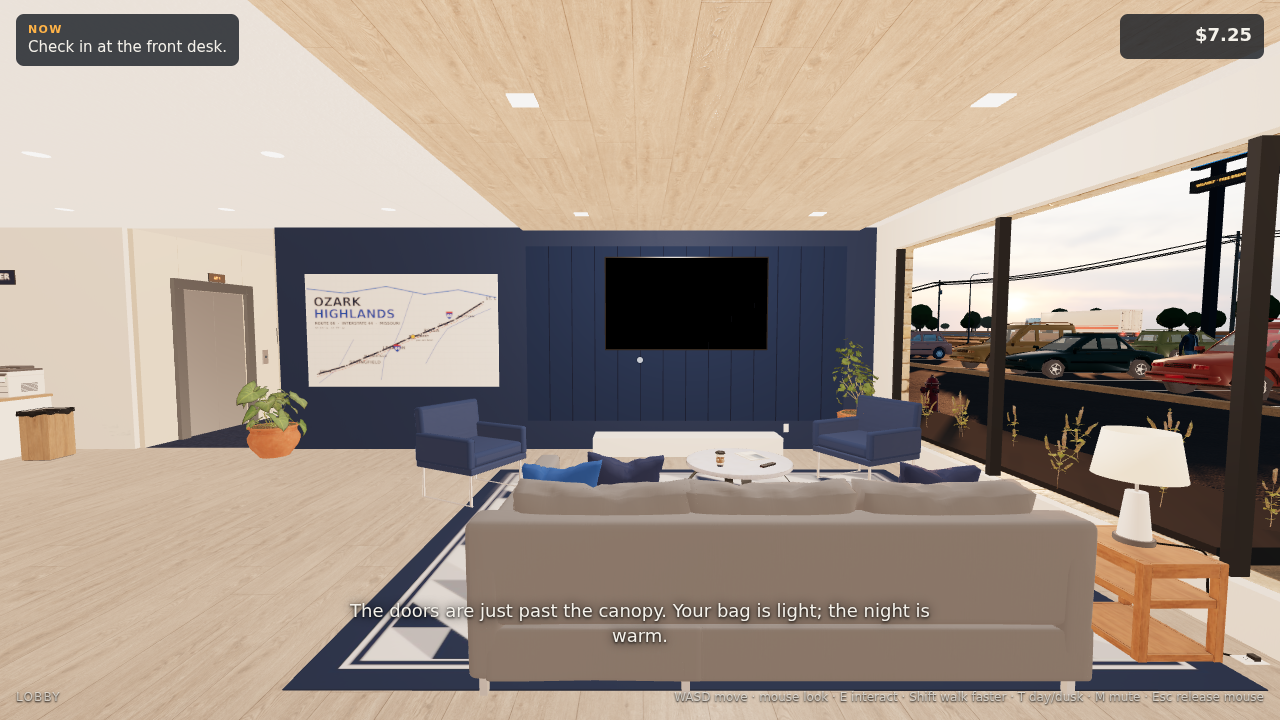 NOW
Check in at the front desk.
$7.25
OZARK
HIGHLANDS
The doors are just past the canopy. Your bag is light; the night is
warm.
LOBBY
WASD move · mouse look · E interact · Shift walk faster · T day/dusk · M mute · Esc release mouse